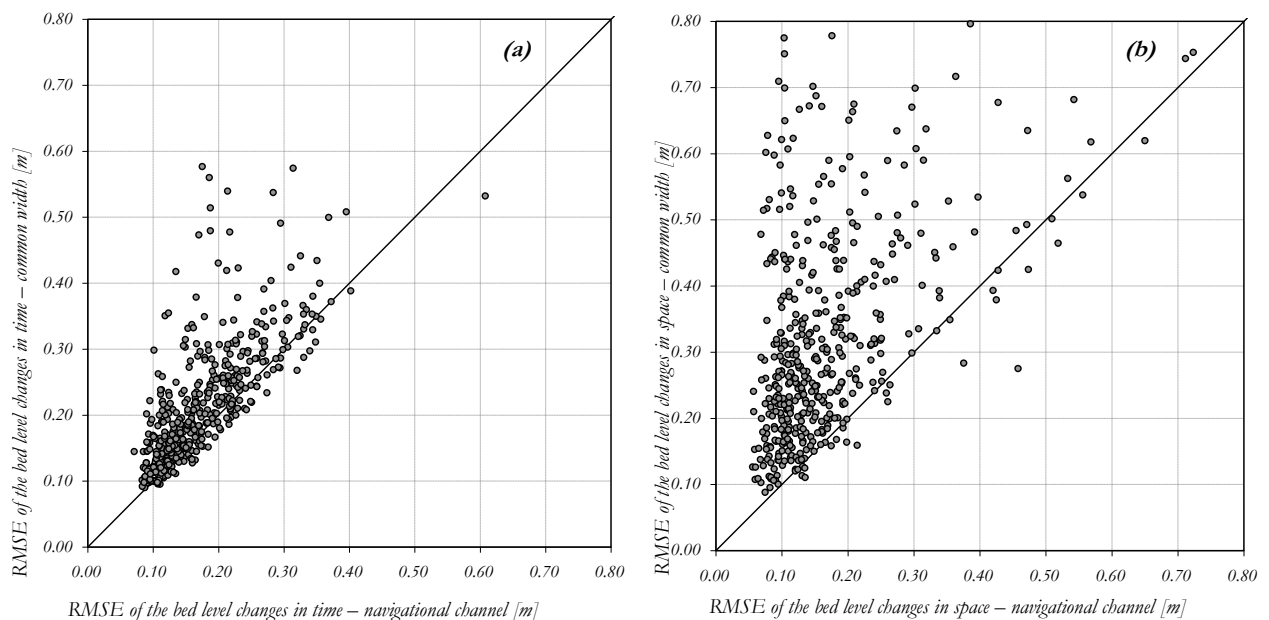 (a)
RMSE of the bed level changes in time – common width [m]
0.80
0.70
0.60
0.50
0.40
0.30
0.20
0.10
0.00
0.00 0.10 0.20 0.30 0.40 0.50 0.60 0.70 0.80
RMSE of the bed level changes in time – navigational channel [m]
(b)
RMSE of the bed level changes in space – common width [m]
0.80
0.70
0.60
0.50
0.40
0.30
0.20
0.10
0.00
0.00 0.10 0.20 0.30 0.40 0.50 0.60 0.70 0.80
RMSE of the bed level changes in space – navigational channel [m]